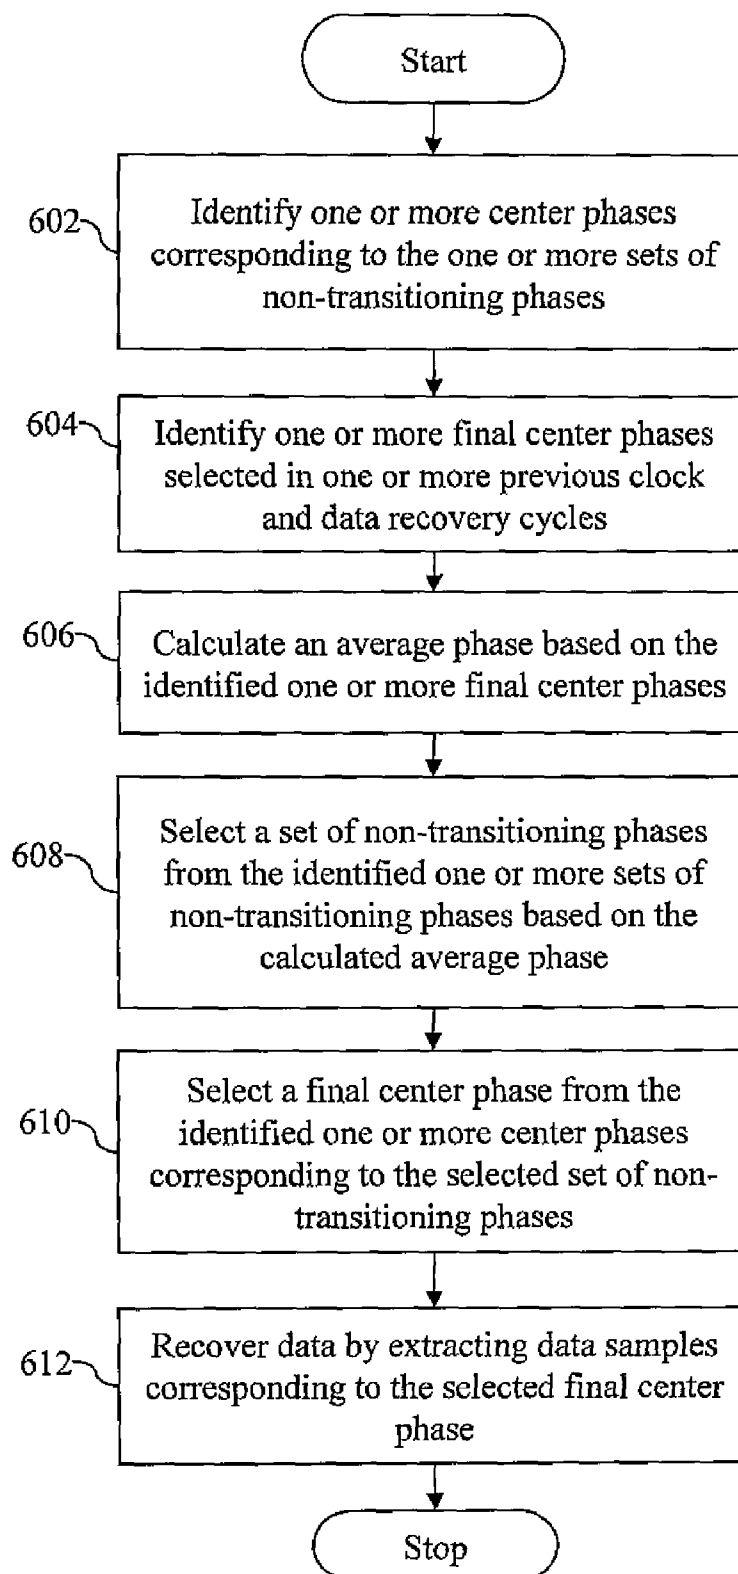 Start
602
Identify one or more center phases
corresponding to the one or more sets of
non-transitioning phases
604
Identify one or more final center phases
selected in one or more previous clock
and data recovery cycles
606
Calculate an average phase based on the
identified one or more final center phases
608
Select a set of non-transitioning phases
from the identified one or more sets of
non-transitioning phases based on the
calculated average phase
610
Select a final center phase from the
identified one or more center phases
corresponding to the selected set of non-
transitioning phases
612
Recover data by extracting data samples
corresponding to the selected final center
phase
Stop